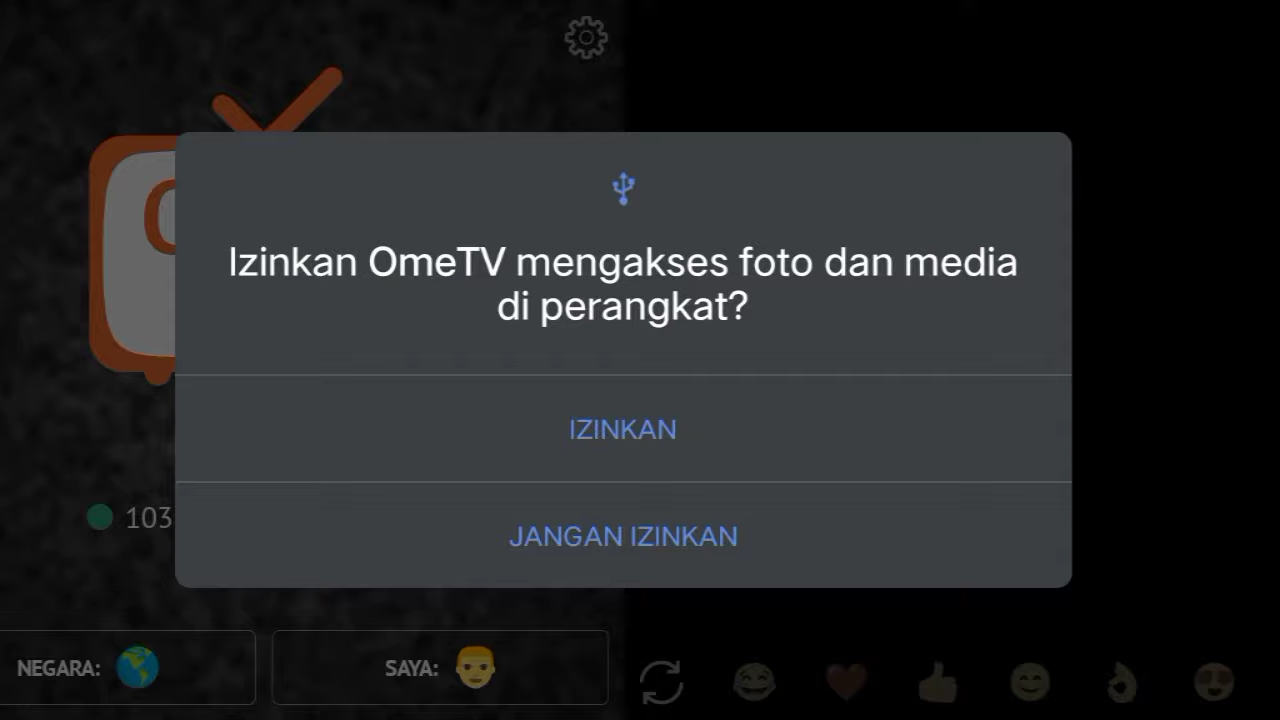 Izinkan OmeTV mengakses foto dan media
di perangkat?
IZINKAN
JANGAN IZINKAN
103
NEGARA:
SAYA: